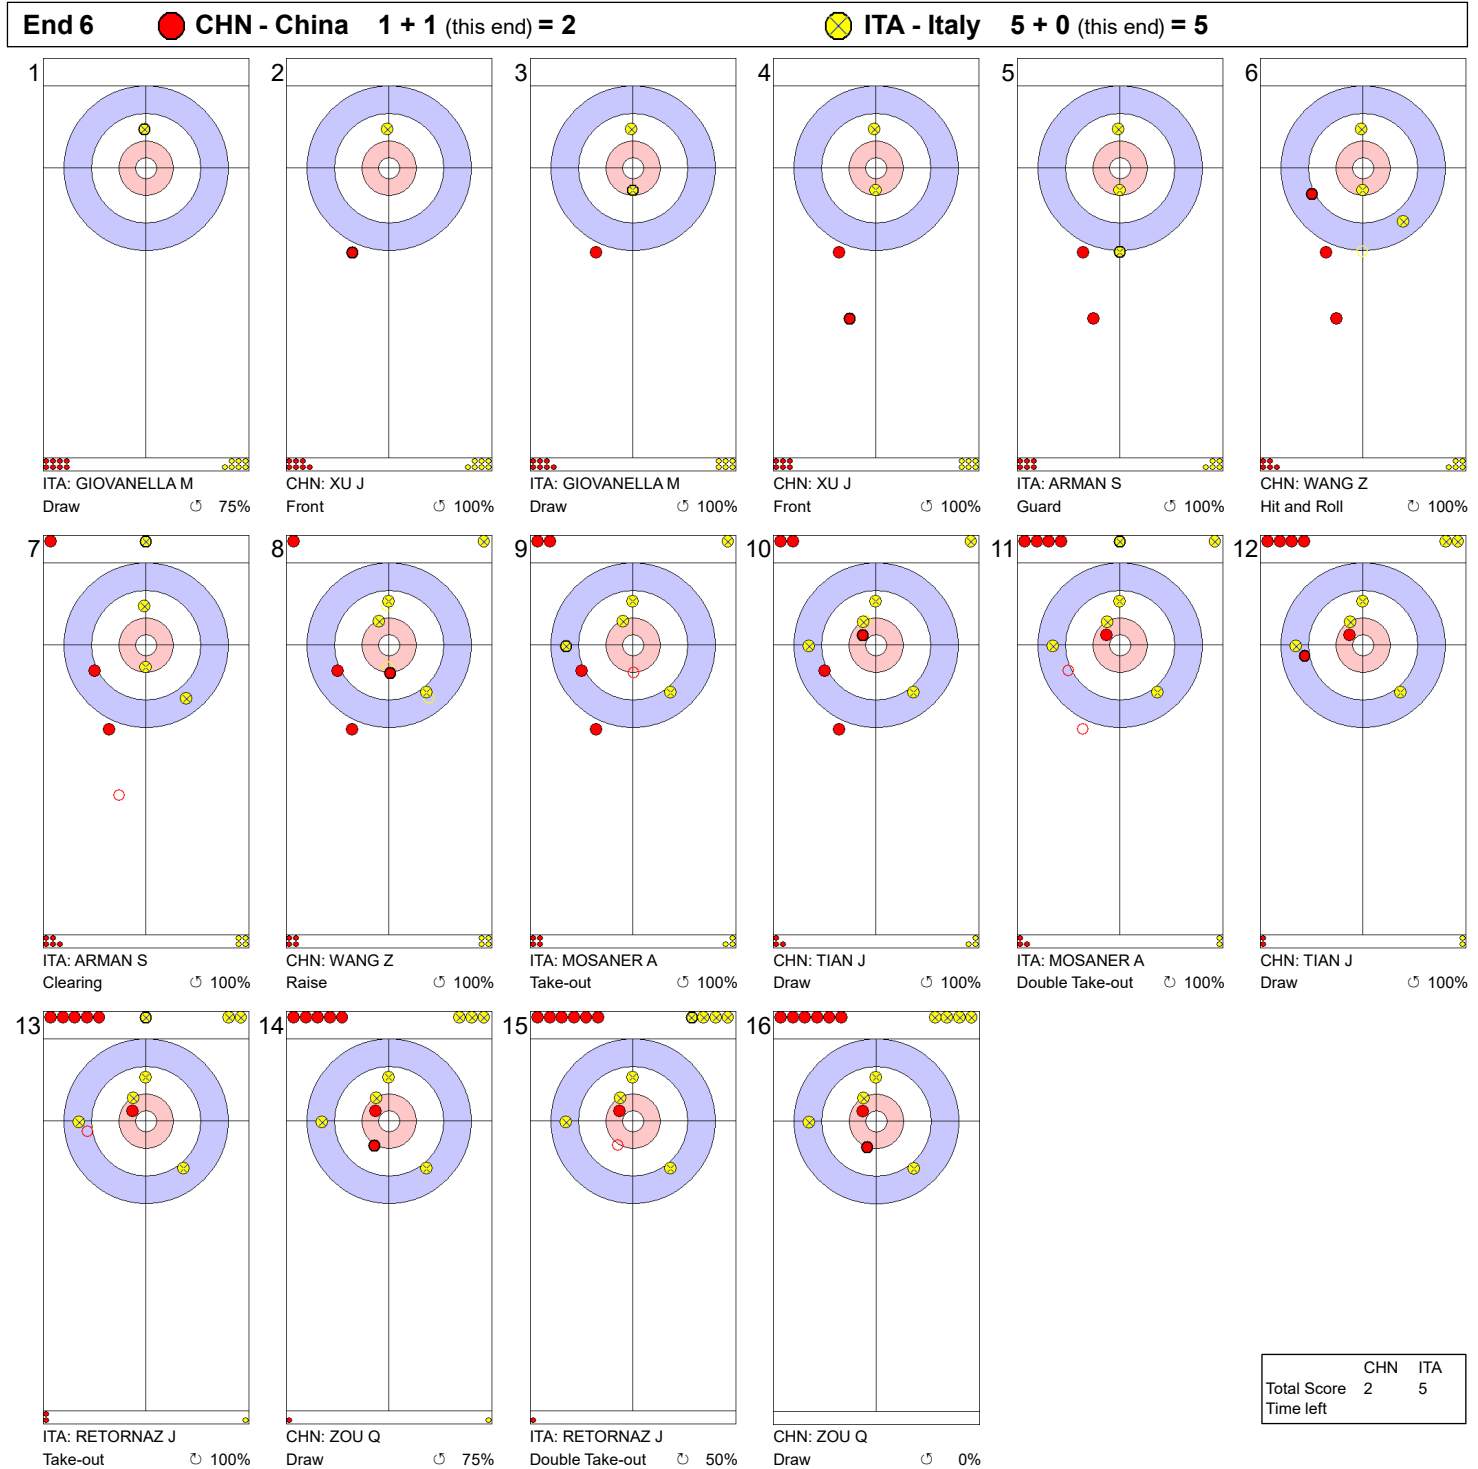 End 6 CHN - China 1 + 1 (this end) = 2 ITA - Italy 5 + 0 (this end) = 5
1 2 3 4 5 6
ITA: GIOVANELLA M CHN: XU J ITA: GIOVANELLA M CHN: XU J ITA: ARMAN S CHN: WANG Z
Draw ↺ 75% Front ↺ 100% Draw ↺ 100% Front ↺ 100% Guard ↺ 100% Hit and Roll ↻ 100%
7 8 9 10 11 12
ITA: ARMAN S CHN: WANG Z ITA: MOSANER A CHN: TIAN J ITA: MOSANER A CHN: TIAN J
Clearing ↺ 100% Raise ↺ 100% Take-out ↺ 100% Draw ↺ 100% Double Take-out ↻ 100% Draw ↺ 100%
13 14 15 16
ITA: RETORNAZ J CHN: ZOU Q ITA: RETORNAZ J CHN: ZOU Q
Take-out ↻ 100% Draw ↺ 75% Double Take-out ↻ 50% Draw ↺ 0%
CHN ITA
Total Score 2 5
Time left